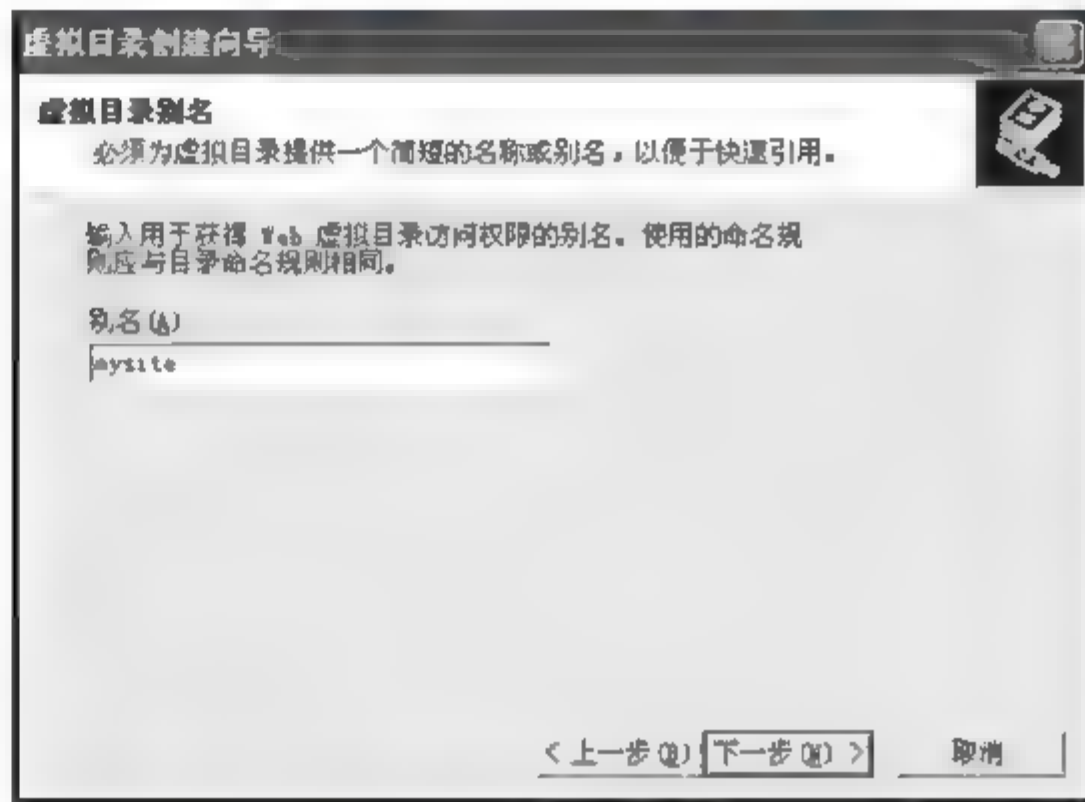 虚拟目录创建向导
虚拟目录别名
必须为虚拟目录提供一个简短的名称或别名，以便于快速引用。
输入用于获得 Web 虚拟目录访问权限的别名。使用的命名规
则应与目录命名规则相同。
别名(A)
mysite
< 上一步(B) 下一步(N) > 取消